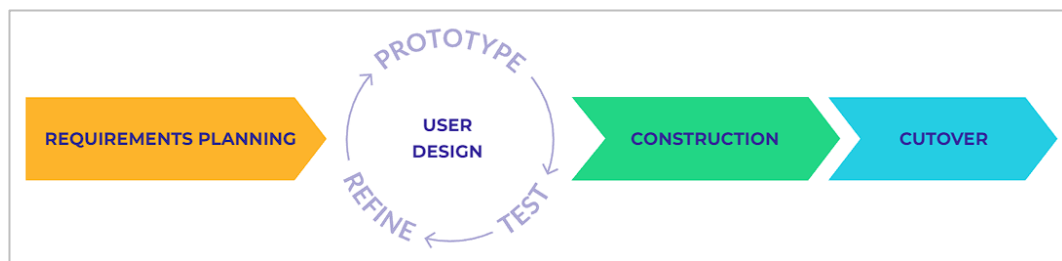 REQUIREMENTS PLANNING
PROTOTYPE
USER
DESIGN
TEST
REFINE
CONSTRUCTION
CUTOVER